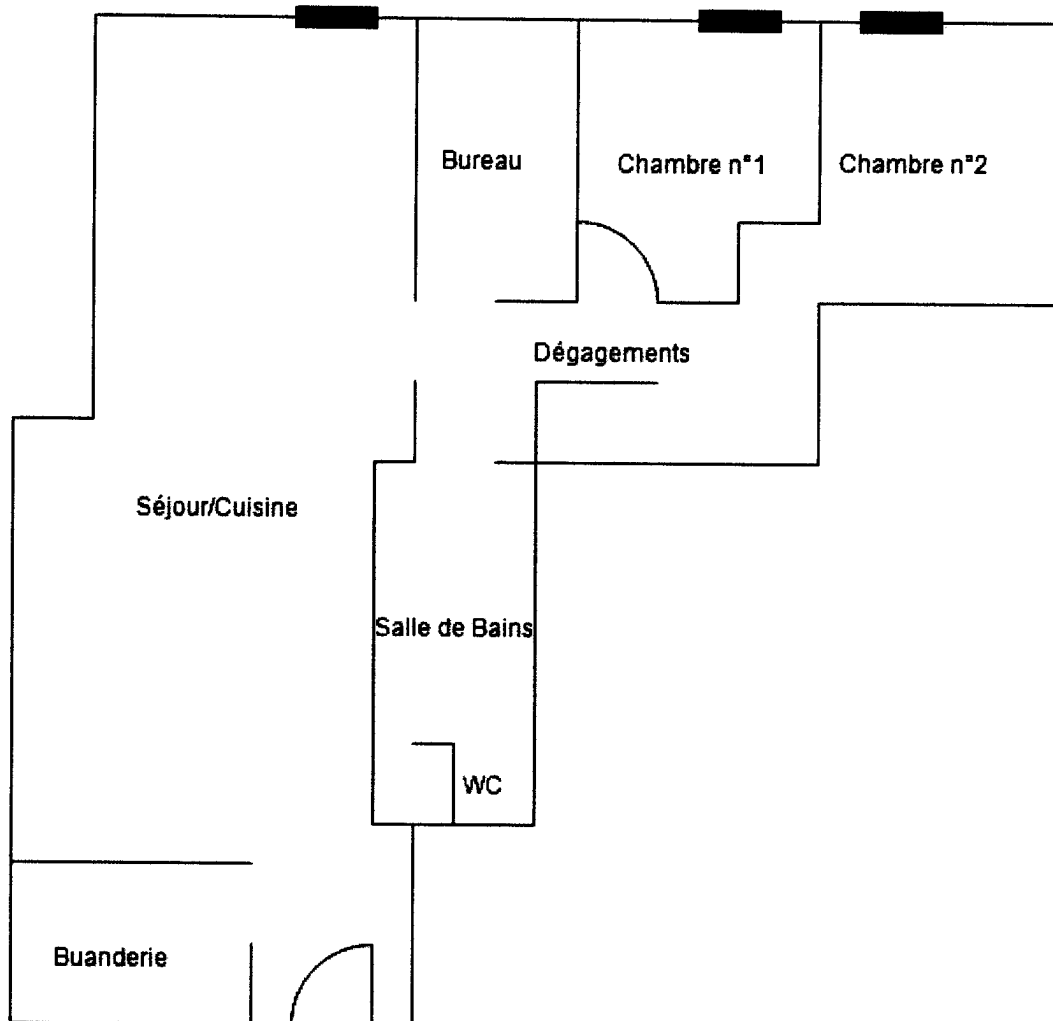 Bureau
Chambre n°1
Chambre n°2
Dégagements
Séjour/Cuisine
Salle de Bains
WC
Buanderie